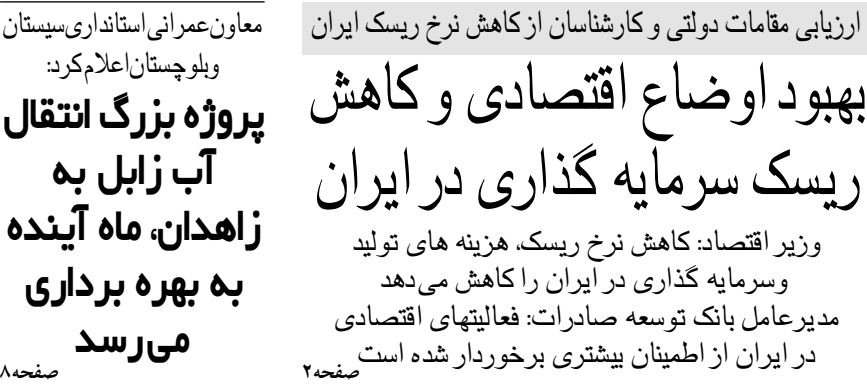 ارزیابی مقامات دولتی و کارشناسان از کاهش نرخ ریسک ایران
بهبود اوضاع اقتصادی و کاهش
ریسک سرمایه گذاری در ایران
وزیر اقتصاد: کاهش نرخ ریسک، هزینه های تولید
وسرمایه گذاری در ایران را کاهش می‌دهد
مدیرعامل بانک توسعه صادرات: فعالیتهای اقتصادی
در ایران از اطمینان بیشتری برخوردار شده است
صفحه۲
معاون‌عمرانی‌استانداری‌سیستان
وبلوچستان‌اعلام‌کرد:
پروژه بزرگ انتقال
آب زابل به
زاهدان، ماه آینده
به بهره برداری
می‌رسد
صفحه۸